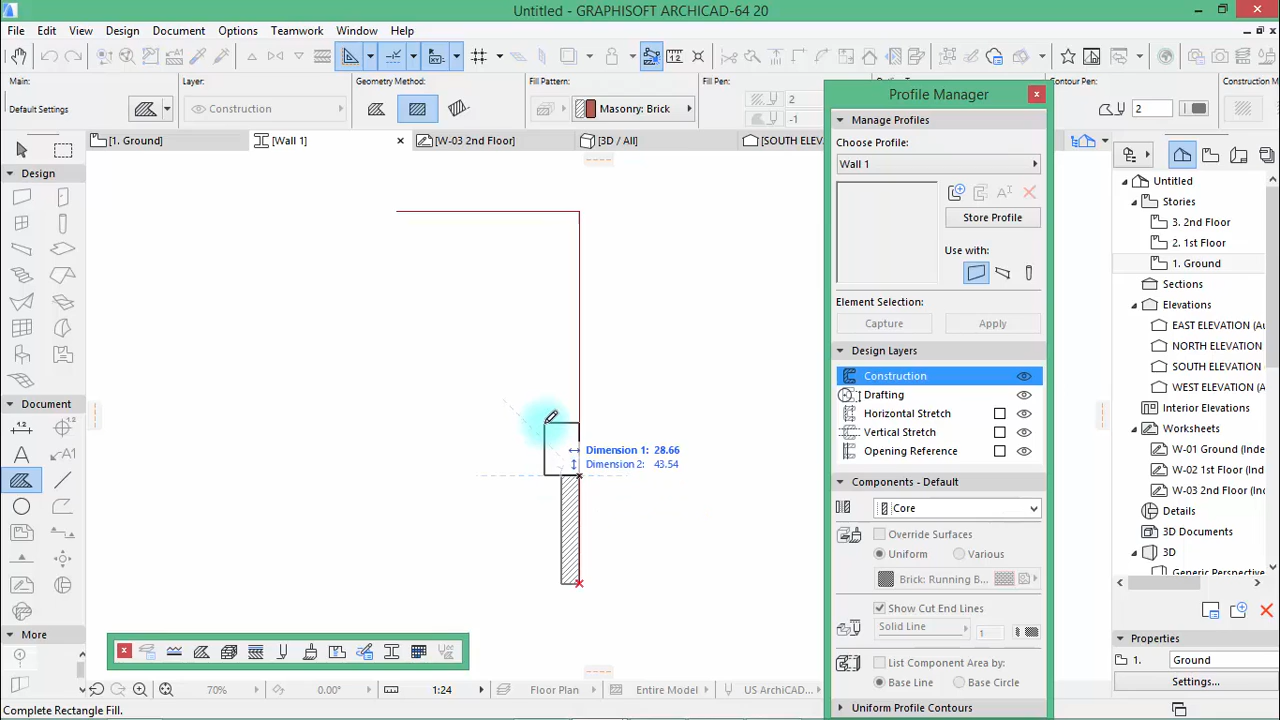 Untitled - GRAPHISOFT ARCHICAD-64 20
File Edit View Design Document Options Teamwork Window Help
Main: Layer: Geometry Method: Fill Pattern: Fill Pen: Contour Pen: Construction M
Default Settings Construction Masonry: Brick 2 -1 2
[1. Ground] [Wall 1] [W-03 2nd Floor] [3D / All] [SOUTH ELEV
Profile Manager
Manage Profiles
Choose Profile:
Wall 1
Store Profile
Use with:
Element Selection:
Capture Apply
Design Layers
Construction
Drafting
Horizontal Stretch
Vertical Stretch
Opening Reference
Components - Default
Core
Override Surfaces
Uniform Various
Brick: Running B...
Show Cut End Lines
Solid Line 1
List Component Area by:
Base Line Base Circle
Uniform Profile Contours
Design
Document
More
Dimension 1: 28.66
Dimension 2: 43.54
Untitled
Stories
3. 2nd Floor
2. 1st Floor
1. Ground
Sections
Elevations
EAST ELEVATION (Au
NORTH ELEVATION
SOUTH ELEVATION
WEST ELEVATION (A
Interior Elevations
Worksheets
W-01 Ground (Inde
W-02 1st Floor (Ind
W-03 2nd Floor (Ind
Details
3D Documents
3D
Generic Perspective
Properties
1. Ground
Settings...
70% 0.00° 1:24 Floor Plan Entire Model US ArchiCAD...
Complete Rectangle Fill.